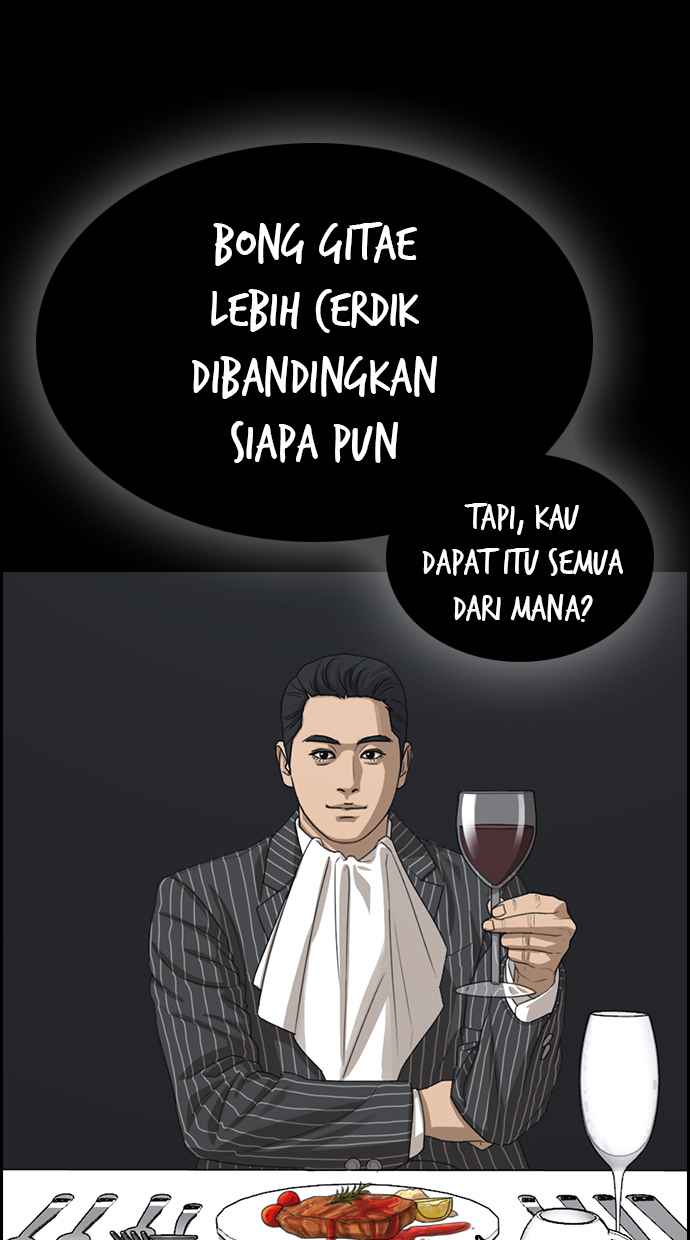 BONG GITAE
LEBIH CERDIK
DIBANDINGKAN
SIAPA PUN
TAPI, KAU
DAPAT ITU SEMUA
DARI MANA?